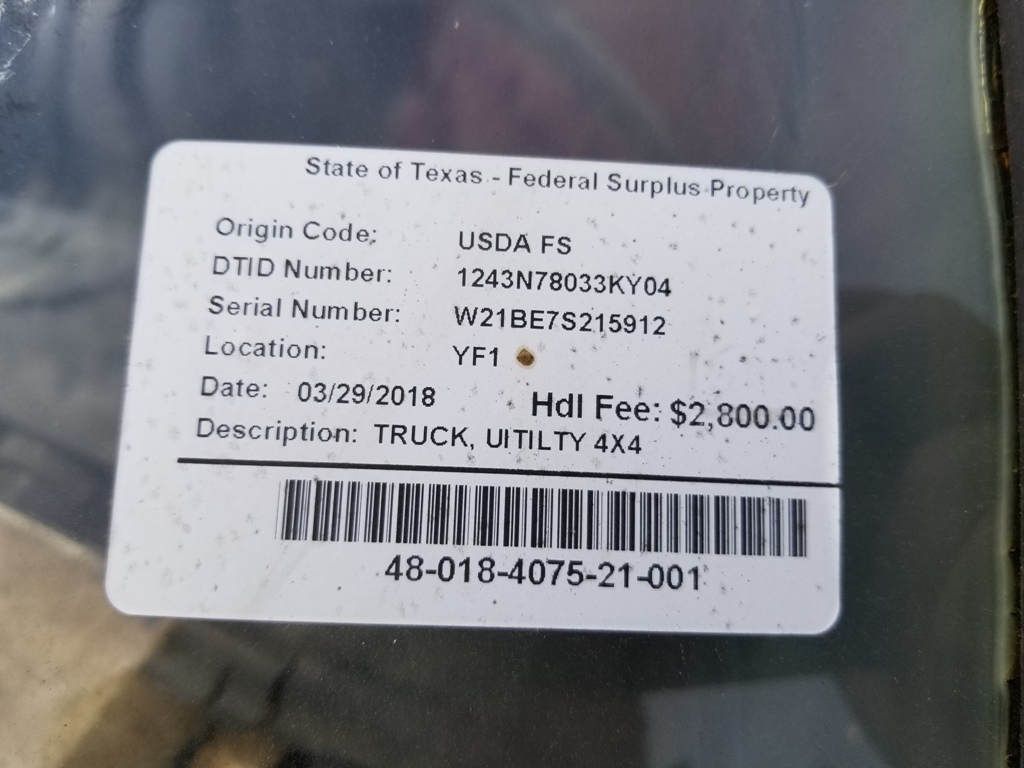 State of Texas - Federal Surplus Property
Origin Code: USDA FS
DTID Number: 1243N78033KY04
Serial Number: W21BE7S215912
Location: YF1
Date: 03/29/2018 Hdl Fee: $2,800.00
Description: TRUCK, UITILTY 4X4
48-018-4075-21-001